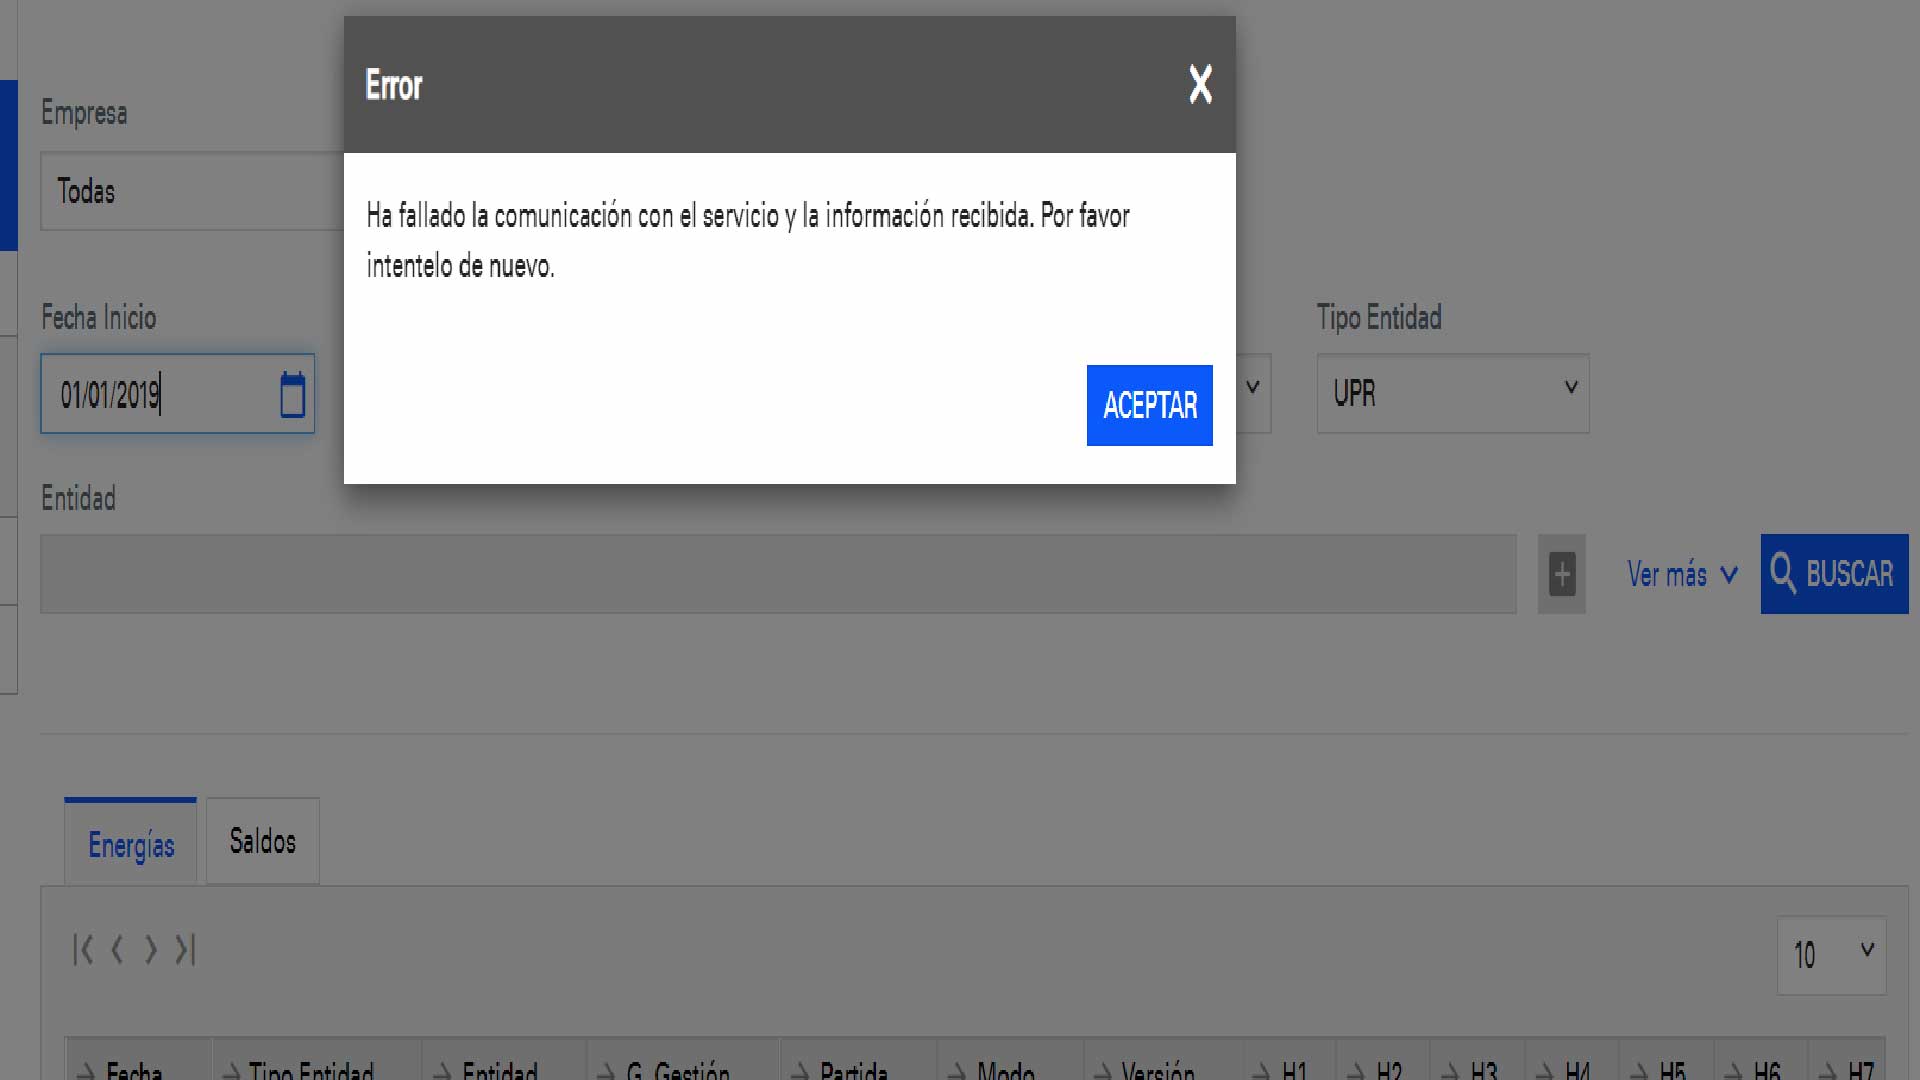 Error
X
Ha fallado la comunicación con el servicio y la información recibida. Por favor
intentelo de nuevo.
ACEPTAR
Empresa
Todas
Fecha Inicio
01/01/2019
Tipo Entidad
UPR
Entidad
Ver más
BUSCAR
Energías
Saldos
10
Fecha Tipo Entidad Entidad G. Gestión Partida Modo Versión H1 H2 H3 H4 H5 H6 H7